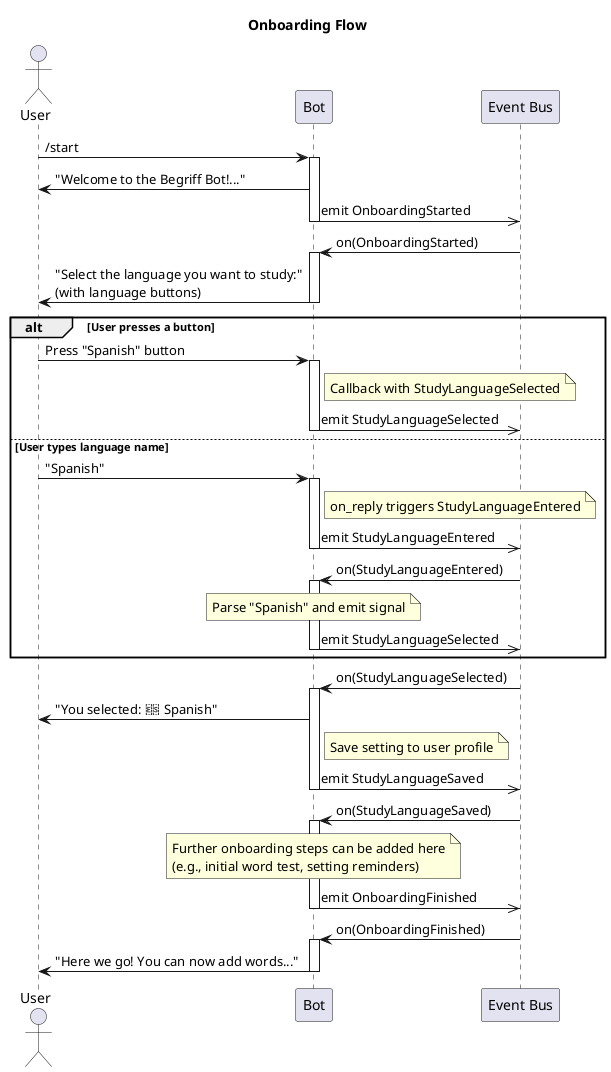 Onboarding Flow
User
Bot
Event Bus
/start
"Welcome to the Begriff Bot!..."
emit OnboardingStarted
on(OnboardingStarted)
"Select the language you want to study:"
(with language buttons)
alt
[User presses a button]
Press "Spanish" button
Callback with StudyLanguageSelected
emit StudyLanguageSelected
[User types language name]
"Spanish"
on_reply triggers StudyLanguageEntered
emit StudyLanguageEntered
on(StudyLanguageEntered)
Parse "Spanish" and emit signal
emit StudyLanguageSelected
on(StudyLanguageSelected)
"You selected: Spanish"
Save setting to user profile
emit StudyLanguageSaved
on(StudyLanguageSaved)
Further onboarding steps can be added here
(e.g., initial word test, setting reminders)
emit OnboardingFinished
on(OnboardingFinished)
"Here we go! You can now add words..."
User
Bot
Event Bus